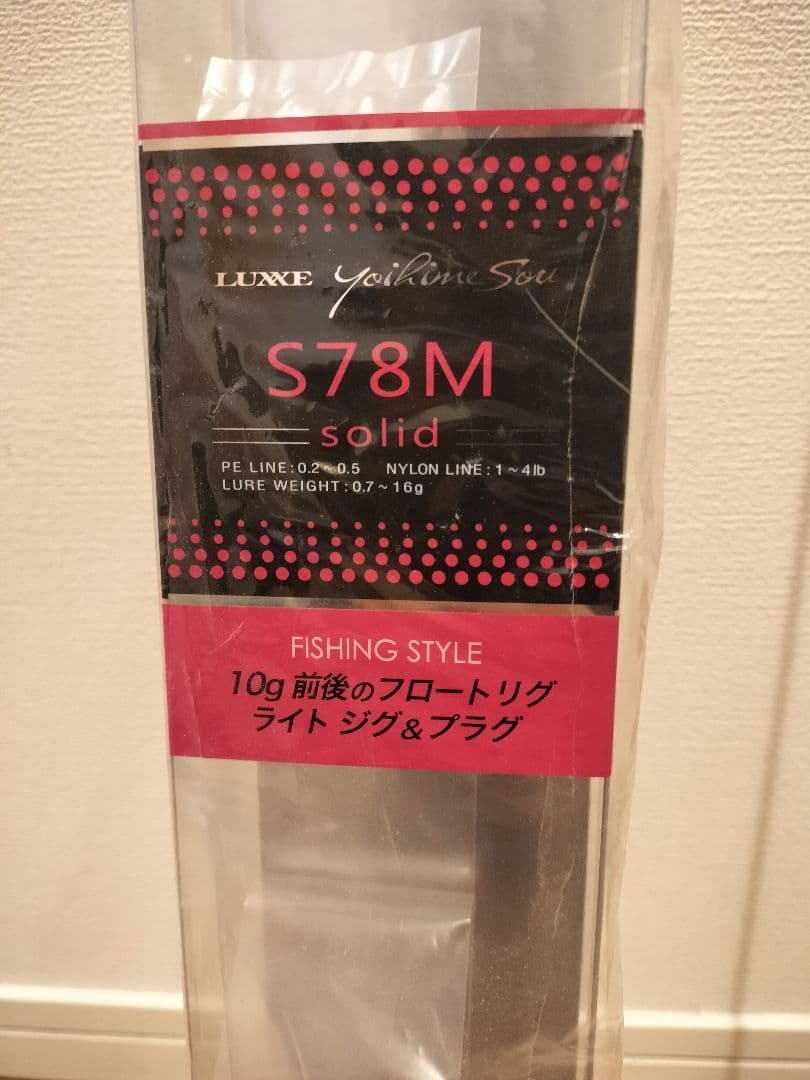 LUXXE Yoihime Sou
S78M
solid
PE LINE:0.2~0.5 NYLON LINE:1~4lb
LURE WEIGHT:0.7~16g
FISHING STYLE
10g 前後のフロートリグ
ライト ジグ&プラグ